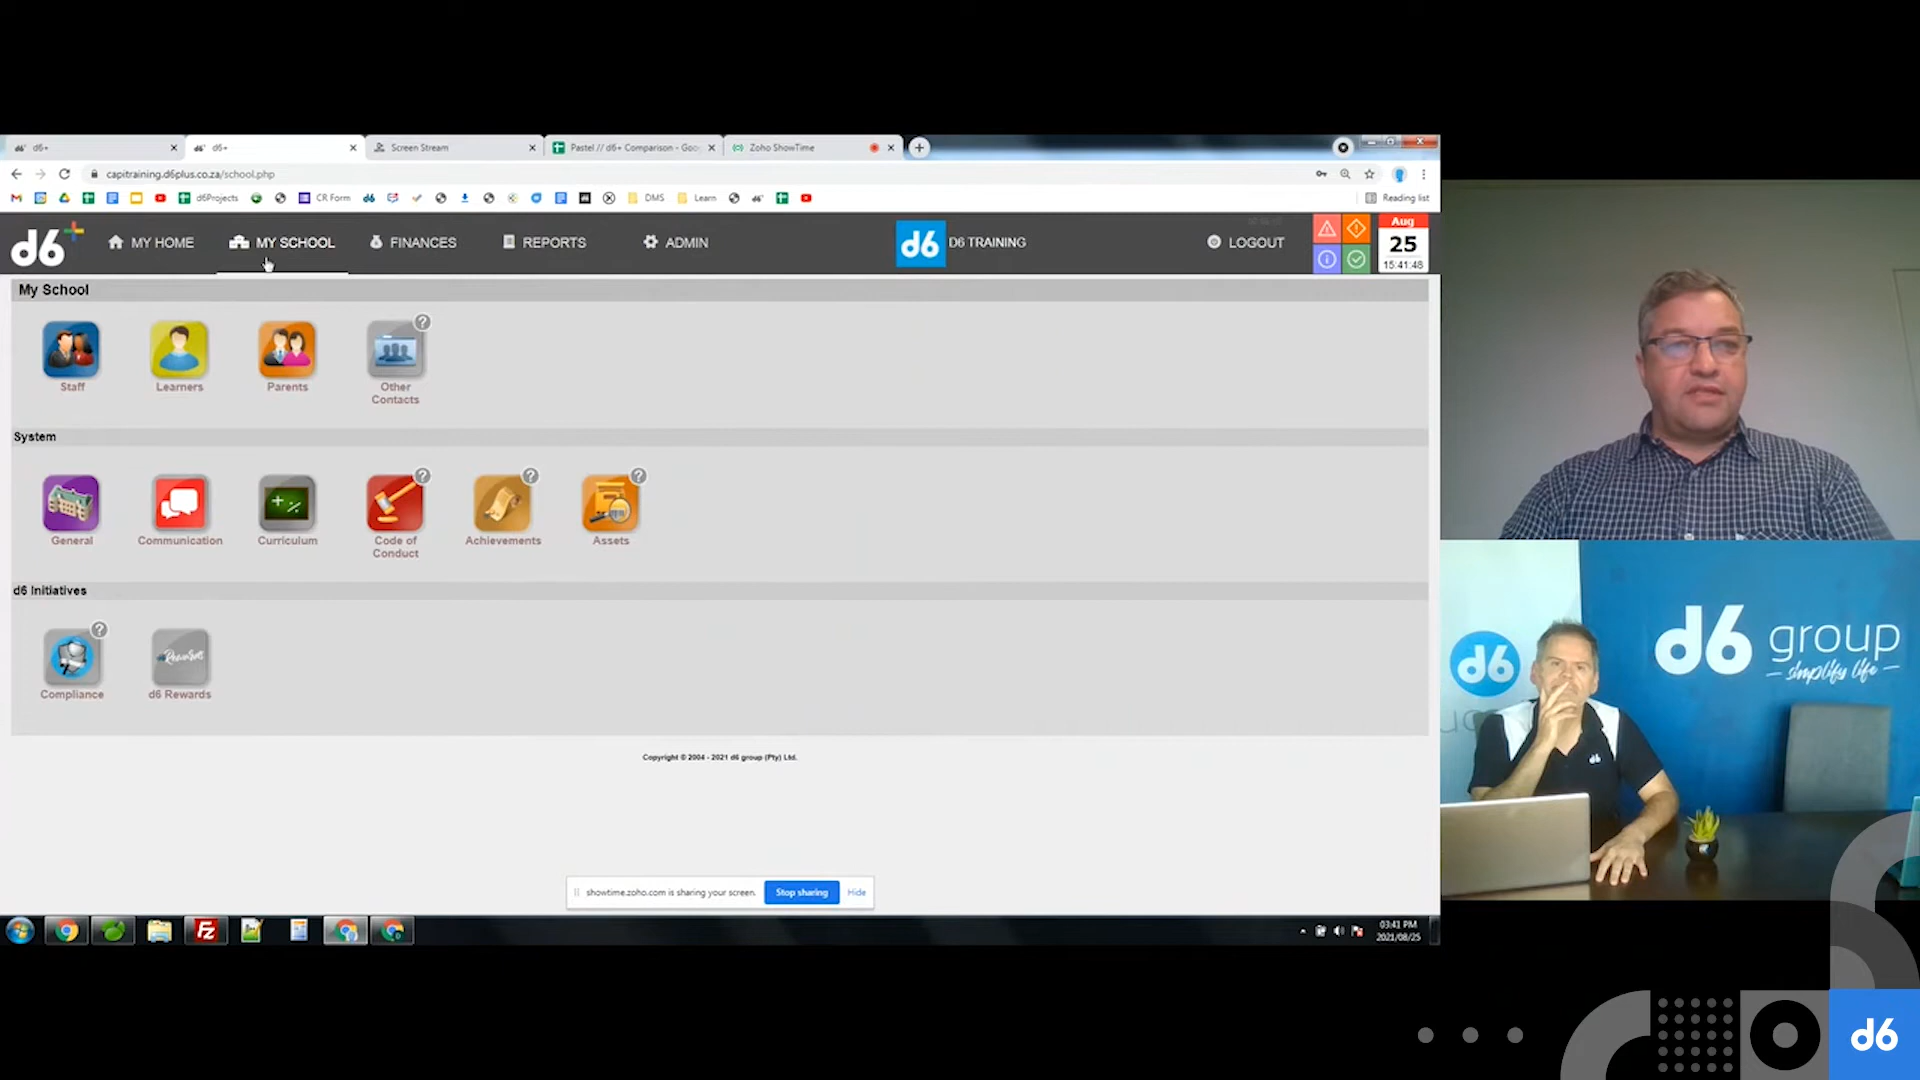 d6+
d6+
Screen Stream
Pastel // d6+ Comparison - Goo
Zoho ShowTime
capitraining.d6plus.co.za/school.php
d6Projects
CR Form
DMS
Learn
Reading list
d6+
MY HOME
MY SCHOOL
FINANCES
REPORTS
ADMIN
d6
D6 TRAINING
LOGOUT
Aug
25
15:41:48
My School
Staff
Learners
Parents
Other
Contacts
System
General
Communication
Curriculum
Code of
Conduct
Achievements
Assets
d6 Initiatives
Compliance
d6 Rewards
Copyright © 2004 - 2021 d6 group (Pty) Ltd.
showtime.zoho.com is sharing your screen.
Stop sharing
Hide
03:41 PM
2021/08/25
d6
d6 group
simplify life
d6
d6